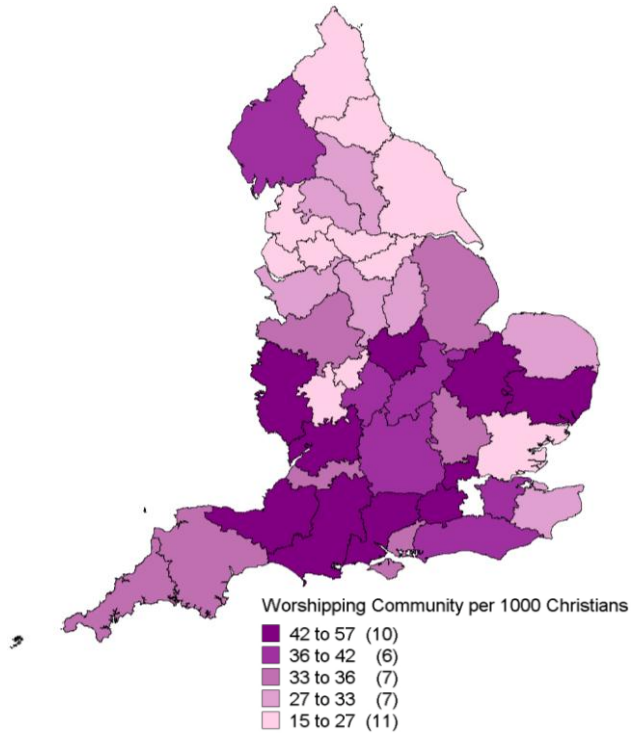 Worshipping Community per 1000 Christians
42 to 57 (10)
36 to 42 (6)
33 to 36 (7)
27 to 33 (7)
15 to 27 (11)